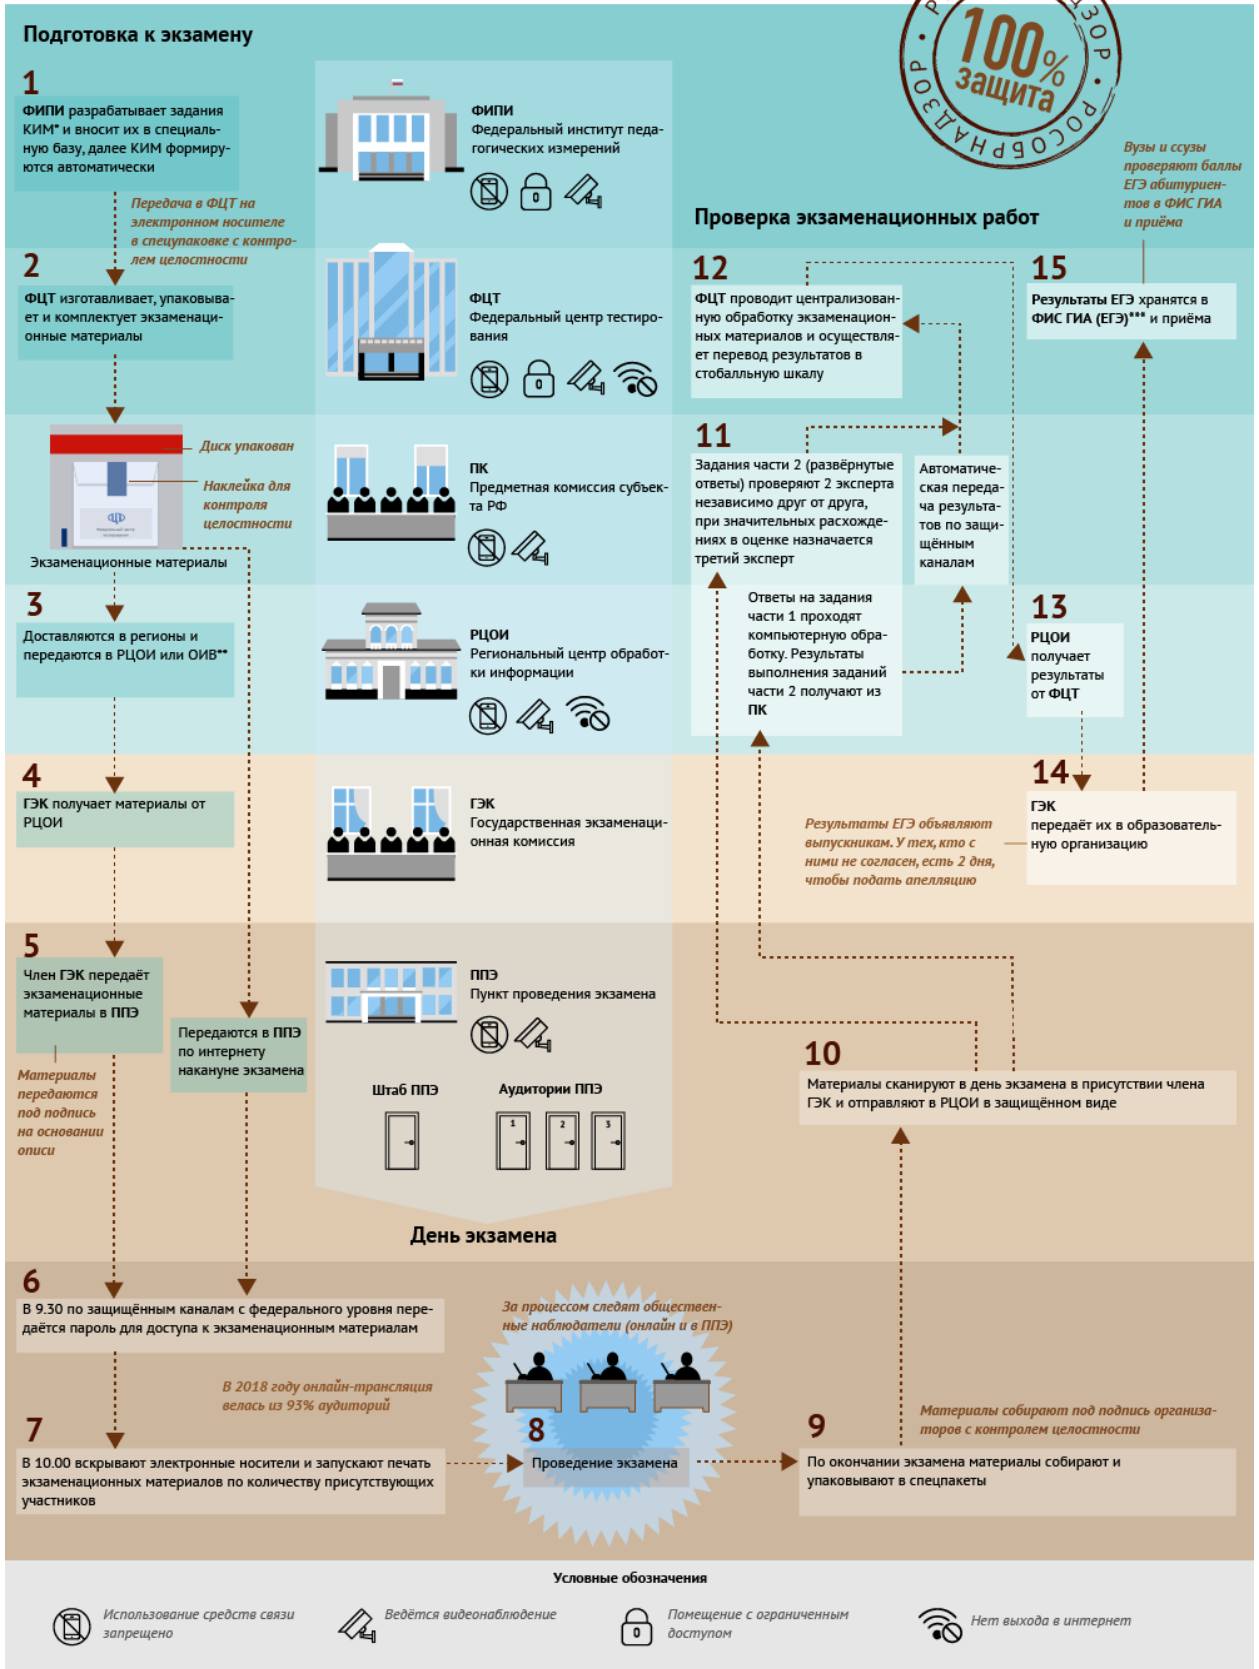 Подготовка к экзамену
1
ФИПИ разрабатывает задания
КИМ* и вносит их в специаль-
ную базу, далее КИМ формиру-
ются автоматически
Передача в ФЦТ на
электронном носителе
в спецупаковке с контро-
лем целостности
2
ФЦТ изготавливает, упаковыва-
ет и комплектует экзаменаци-
онные материалы
Диск упакован
Наклейка для
контроля
целостности
Экзаменационные материалы
3
Доставляются в регионы и
передаются в РЦОИ или ОИВ**
4
ГЭК получает материалы от
РЦОИ
5
Член ГЭК передаёт
экзаменационные
материалы в ППЭ
Материалы
передаются
под подпись
на основании
описи
Передаются в ППЭ
по интернету
накануне экзамена
ФИПИ
Федеральный институт педа-
гогических измерений
ФЦТ
Федеральный центр тестиро-
вания
ПК
Предметная комиссия субъек-
та РФ
РЦОИ
Региональный центр обработ-
ки информации
ГЭК
Государственная экзаменаци-
онная комиссия
ППЭ
Пункт проведения экзамена
Штаб ППЭ
Аудитории ППЭ
1
2
3
День экзамена
6
В 9.30 по защищённым каналам с федерального уровня пере-
даётся пароль для доступа к экзаменационным материалам
В 2018 году онлайн-трансляция
велась из 93% аудиторий
7
В 10.00 вскрывают электронные носители и запускают печать
экзаменационных материалов по количеству присутствующих
участников
За процессом следят обществен-
ные наблюдатели (онлайн и в ППЭ)
8
Проведение экзамена
9
По окончании экзамена материалы собирают и
упаковывают в спецпакеты
Материалы собирают под подпись организа-
торов с контролем целостности
10
Материалы сканируют в день экзамена в присутствии члена
ГЭК и отправляют в РЦОИ в защищённом виде
100%
защита
РОСОБРНАДЗОР
Проверка экзаменационных работ
11
Задания части 2 (развёрнутые
ответы) проверяют 2 эксперта
независимо друг от друга,
при значительных расхожде-
ниях в оценке назначается
третий эксперт
Ответы на задания
части 1 проходят
компьютерную обра-
ботку. Результаты
выполнения заданий
части 2 получают из
ПК
Автоматиче-
ская переда-
ча результа-
тов по защи-
щённым
каналам
12
ФЦТ проводит централизован-
ную обработку экзаменацион-
ных материалов и осуществля-
ет перевод результатов в
стобалльную шкалу
13
РЦОИ
получает
результаты
от ФЦТ
14
ГЭК
передаёт их в образователь-
ную организацию
Результаты ЕГЭ объявляют
выпускникам. У тех, кто с
ними не согласен, есть 2 дня,
чтобы подать апелляцию
15
Результаты ЕГЭ хранятся в
ФИС ГИА (ЕГЭ)*** и приёма
Вузы и ссузы
проверяют баллы
ЕГЭ абитуриен-
тов в ФИС ГИА
и приёма
Условные обозначения
Использование средств связи
запрещено
Ведётся видеонаблюдение
Помещение с ограниченным
доступом
Нет выхода в интернет